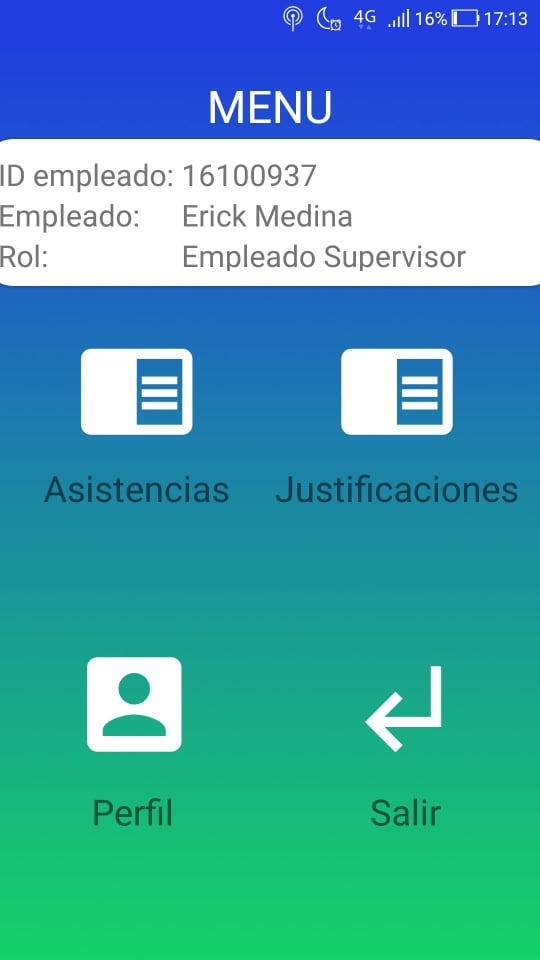 4G 16% 17:13
MENU
ID empleado: 16100937
Empleado: Erick Medina
Rol: Empleado Supervisor
Asistencias Justificaciones
Perfil Salir